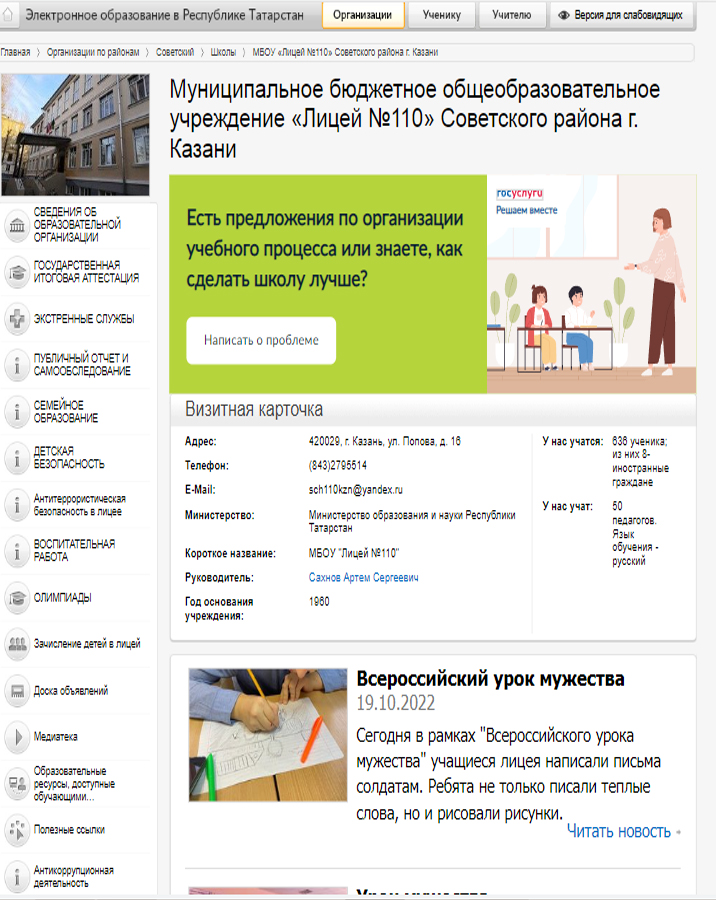 Электронное образование в Республике Татарстан
Организации
Ученику
Учителю
Версия для слабовидящих
Главная
Организации по районам
Советский
Школы
МБОУ «Лицей №110» Советского района г. Казани
Муниципальное бюджетное общеобразовательное
учреждение «Лицей №110» Советского района г.
Казани
СВЕДЕНИЯ ОБ
ОБРАЗОВАТЕЛЬНОЙ
ОРГАНИЗАЦИИ
ГОСУДАРСТВЕННАЯ
ИТОГОВАЯ АТТЕСТАЦИЯ
ЭКСТРЕННЫЕ СЛУЖБЫ
ПУБЛИЧНЫЙ ОТЧЕТ И
САМООБСЛЕДОВАНИЕ
СЕМЕЙНОЕ
ОБРАЗОВАНИЕ
ДЕТСКАЯ
БЕЗОПАСНОСТЬ
Антитеррористическая
безопасность в лицее
ВОСПИТАТЕЛЬНАЯ
РАБОТА
ОЛИМПИАДЫ
Зачисление детей в лицей
Доска объявлений
Медиатека
Образовательные
ресурсы, доступные
обучающими...
Полезные ссылки
Антикоррупционная
деятельность
Есть предложения по организации
учебного процесса или знаете, как
сделать школу лучше?
Написать о проблеме
госуслуги
Решаем вместе
Визитная карточка
Адрес: 420029, г. Казань, ул. Попова, д. 16
Телефон: (843)2795514
E-Mail: sch110kzn@yandex.ru
Министерство: Министерство образования и науки Республики
Татарстан
Короткое название: МБОУ "Лицей №110"
Руководитель: Сахнов Артем Сергеевич
Год основания
учреждения: 1960
У нас учатся: 636 ученика;
из них 8-
иностранные
граждане
У нас учат: 50
педагогов.
Язык
обучения -
русский
Всероссийский урок мужества
19.10.2022
Сегодня в рамках "Всероссийского урока
мужества" учащиеся лицея написали письма
солдатам. Ребята не только писали теплые
слова, но и рисовали рисунки.
Читать новость